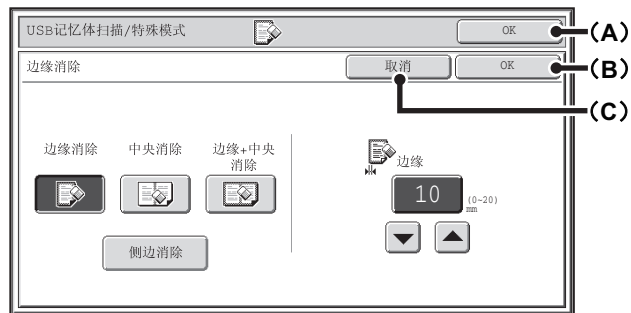 USB记忆体扫描/特殊模式
OK
(A)
边缘消除
取消
OK
(B)
(C)
边缘消除
中央消除
边缘+中央
消除
边缘
10
(0~20)
mm
侧边消除